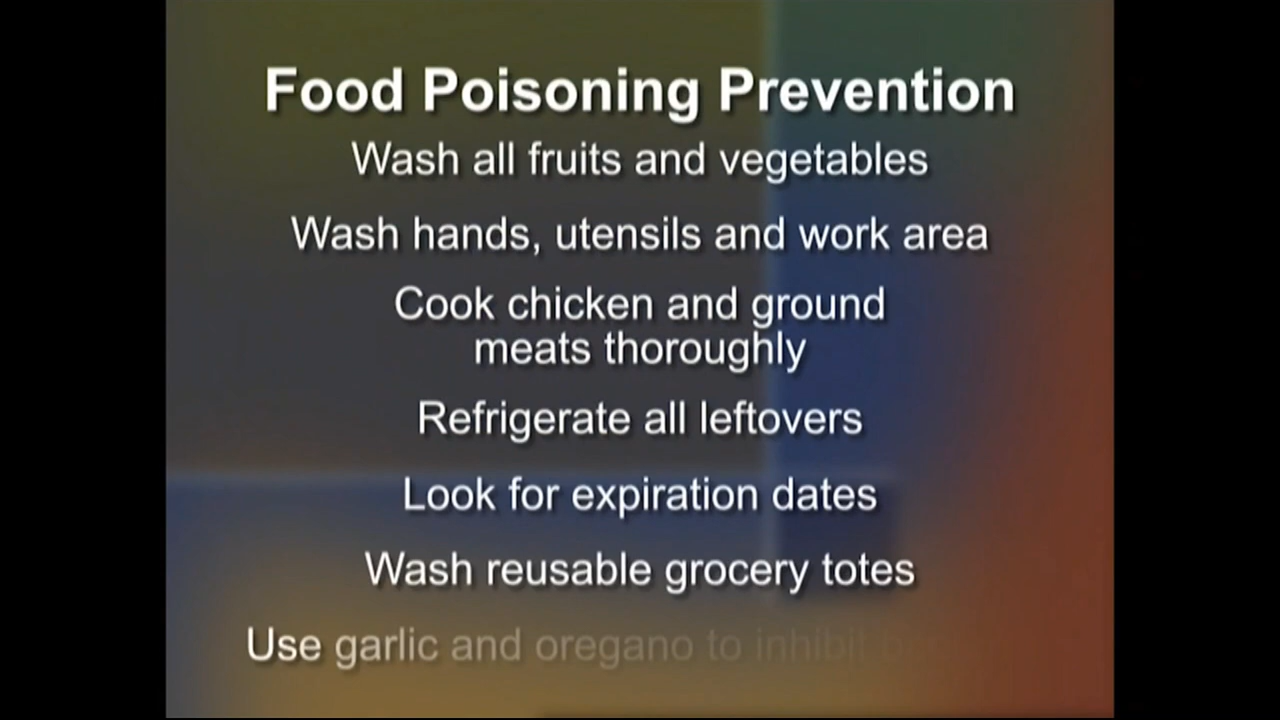 Food Poisoning Prevention
Wash all fruits and vegetables
Wash hands, utensils and work area
Cook chicken and ground
meats thoroughly
Refrigerate all leftovers
Look for expiration dates
Wash reusable grocery totes
Use garlic and oregano to inhibit